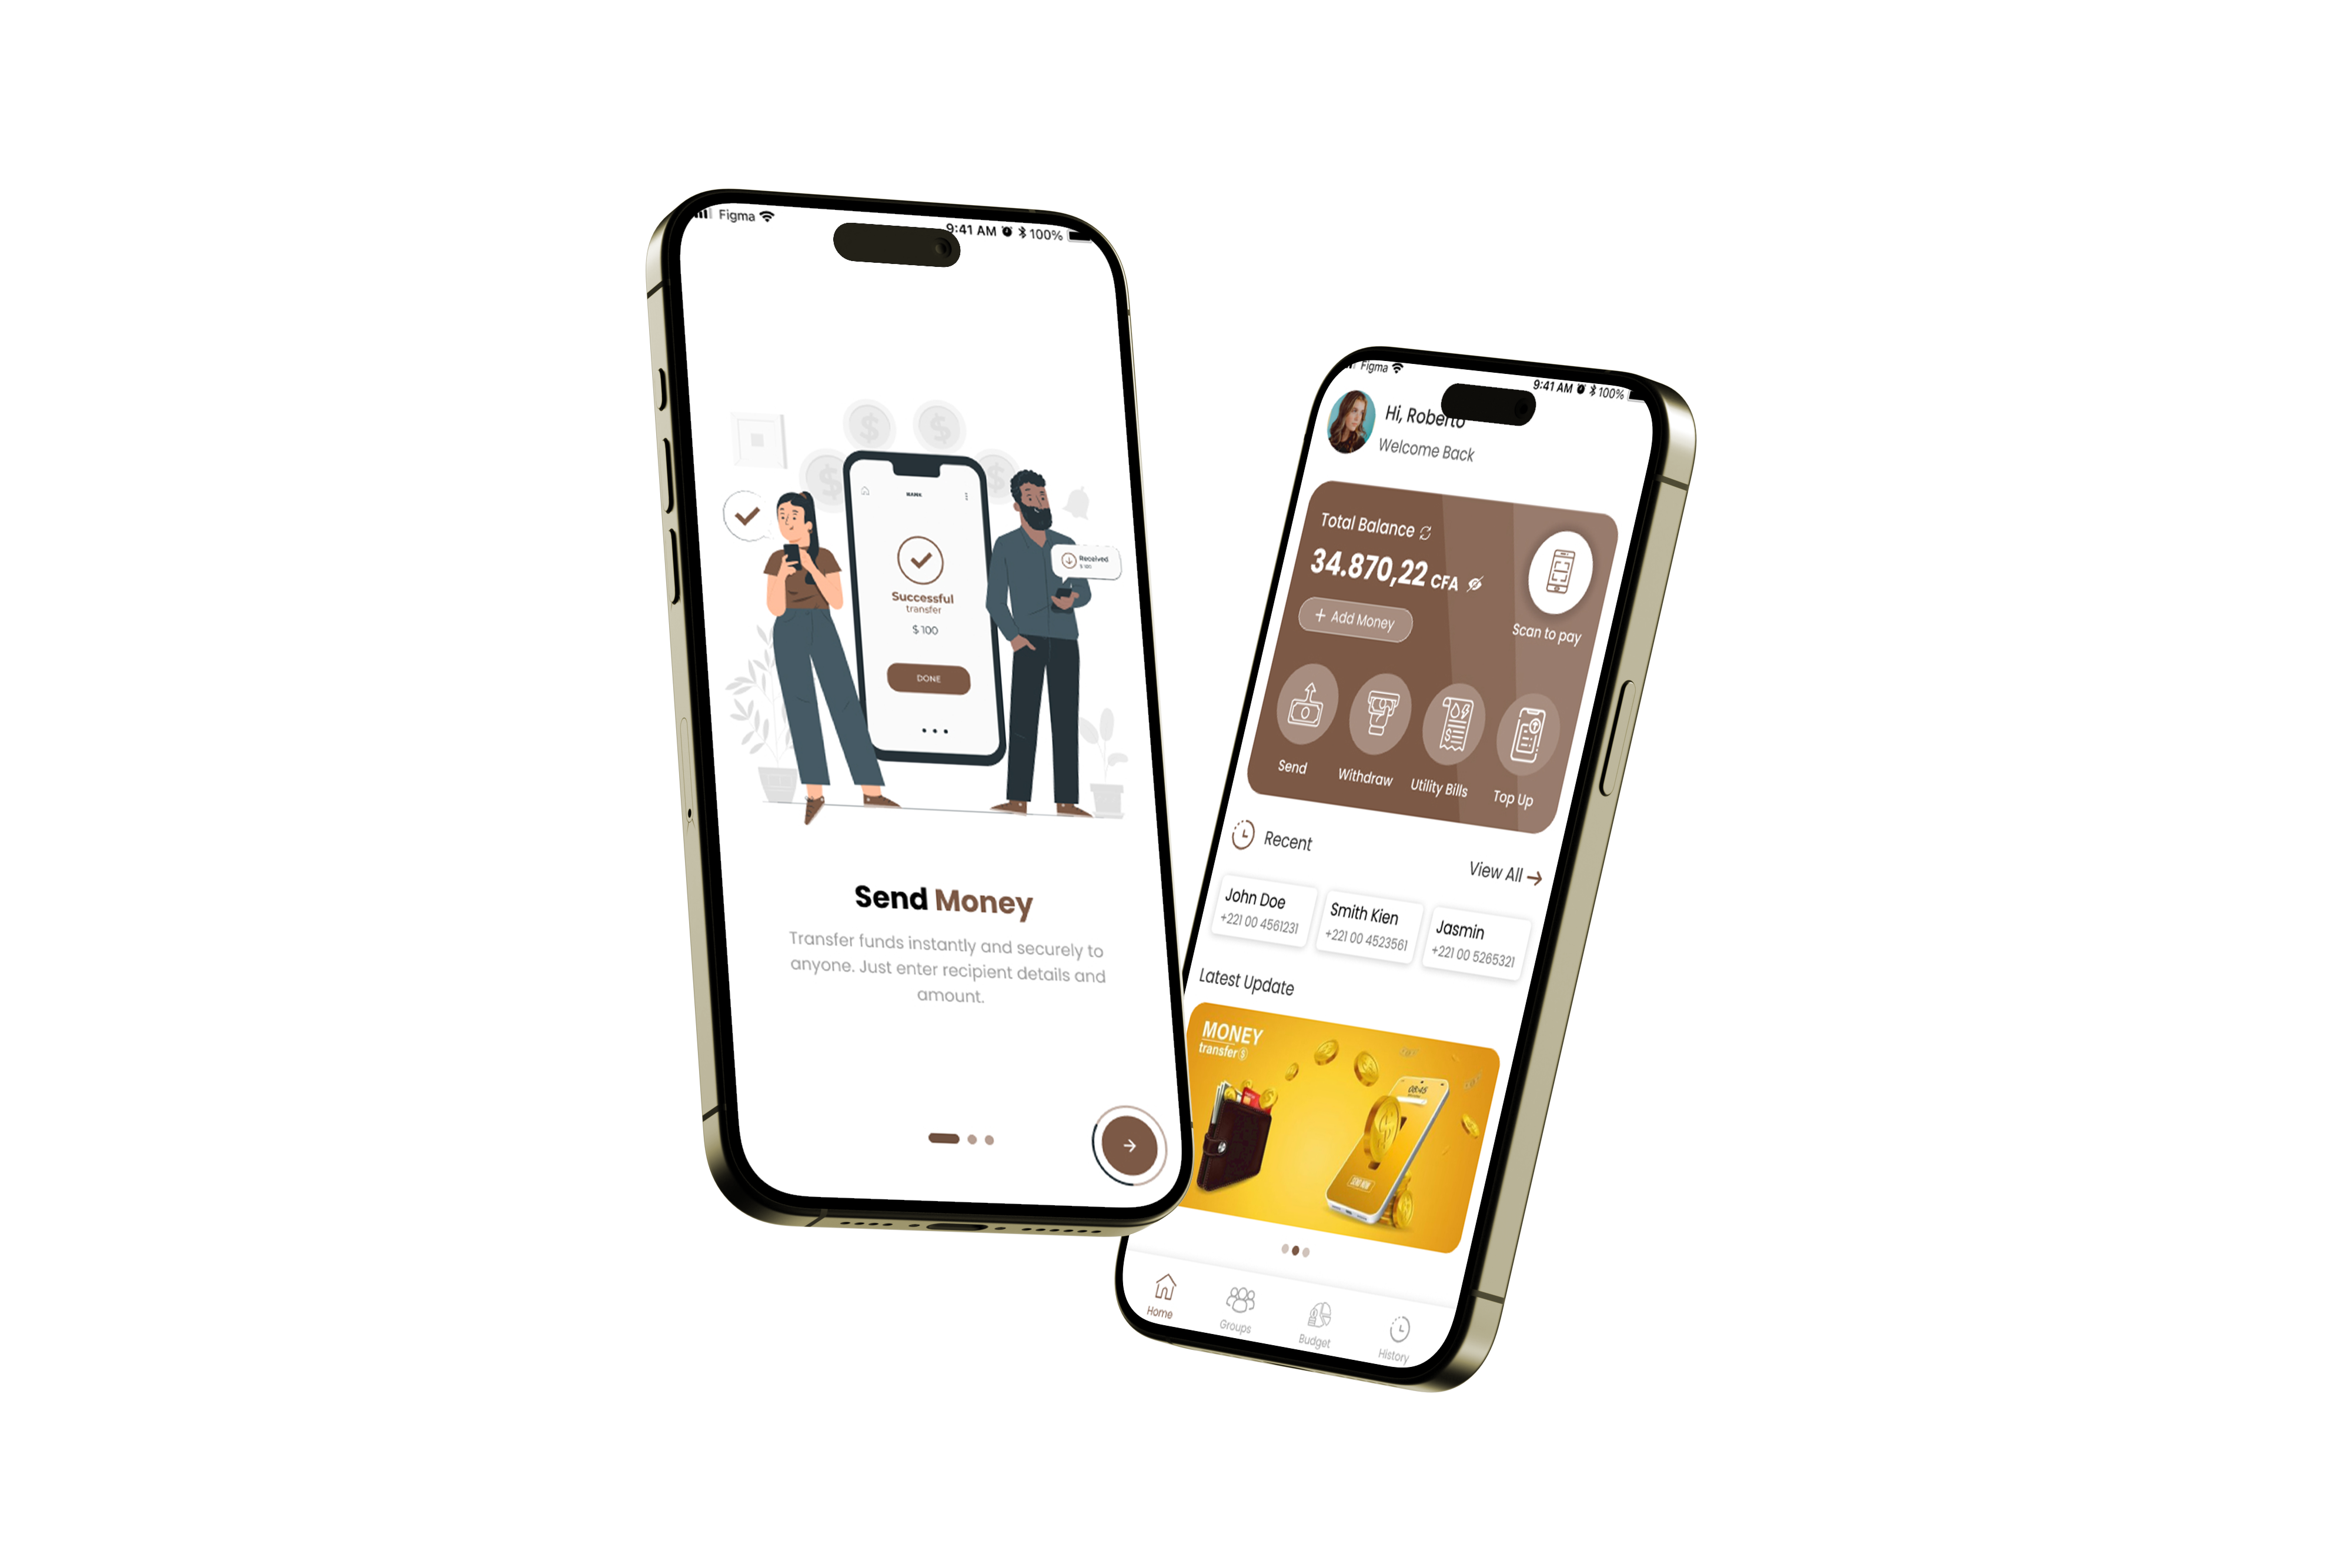 Figma
9:41 AM 100%
BANK
Successful
transfer
$ 100
DONE
Received
$ 100
Send Money
Transfer funds instantly and securely to
anyone. Just enter recipient details and
amount.
Figma
9:41 AM 100%
Hi, Roberto
Welcome Back
Total Balance
34.870,22 CFA
+ Add Money
Scan to pay
Send
Withdraw
Utility Bills
Top Up
Recent
View All
John Doe
+221 00 4561231
Smith Kien
+221 00 4523561
Jasmin
+221 00 5265321
Latest Update
MONEY
transfer
08:45
SEND NOW
Home
Groups
Budget
History